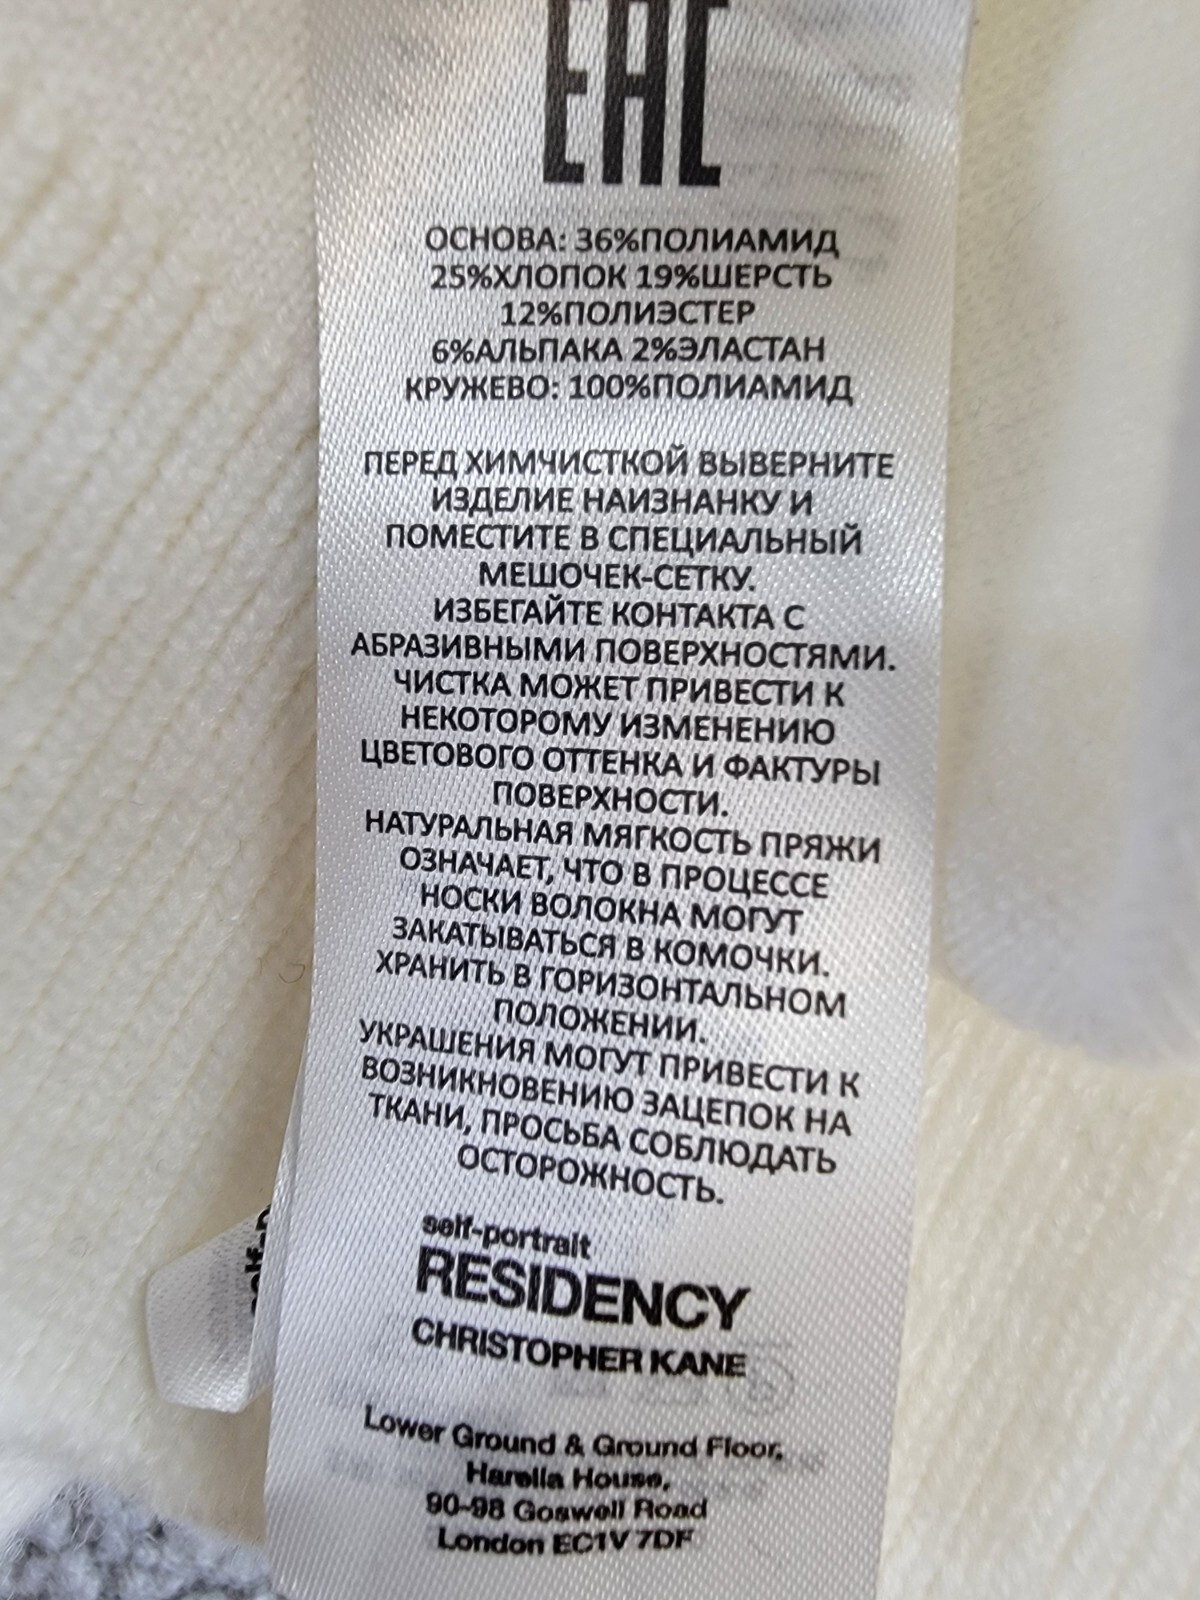 EAC
ОСНОВА: 36%ПОЛИАМИД
25%ХЛОПОК 19%ШЕРСТЬ
12%ПОЛИЭСТЕР
6%АЛЬПАКА 2%ЭЛАСТАН
КРУЖЕВО: 100%ПОЛИАМИД
ПЕРЕД ХИМЧИСТКОЙ ВЫВЕРНИТЕ
ИЗДЕЛИЕ НАИЗНАНКУ И
ПОМЕСТИТЕ В СПЕЦИАЛЬНЫЙ
МЕШОЧЕК-СЕТКУ.
ИЗБЕГАЙТЕ КОНТАКТА С
АБРАЗИВНЫМИ ПОВЕРХНОСТЯМИ.
ЧИСТКА МОЖЕТ ПРИВЕСТИ К
НЕКОТОРОМУ ИЗМЕНЕНИЮ
ЦВЕТОВОГО ОТТЕНКА И ФАКТУРЫ
ПОВЕРХНОСТИ.
НАТУРАЛЬНАЯ МЯГКОСТЬ ПРЯЖИ
ОЗНАЧАЕТ, ЧТО В ПРОЦЕССЕ
НОСКИ ВОЛОКНА МОГУТ
ЗАКАТЫВАТЬСЯ В КОМОЧКИ.
ХРАНИТЬ В ГОРИЗОНТАЛЬНОМ
ПОЛОЖЕНИИ.
УКРАШЕНИЯ МОГУТ ПРИВЕСТИ К
ВОЗНИКНОВЕНИЮ ЗАЦЕПОК НА
ТКАНИ, ПРОСЬБА СОБЛЮДАТЬ
ОСТОРОЖНОСТЬ.
self-portrait
RESIDENCY
CHRISTOPHER KANE
Lower Ground & Ground Floor,
Harella House,
90-98 Goswell Road
London EC1V 7DF